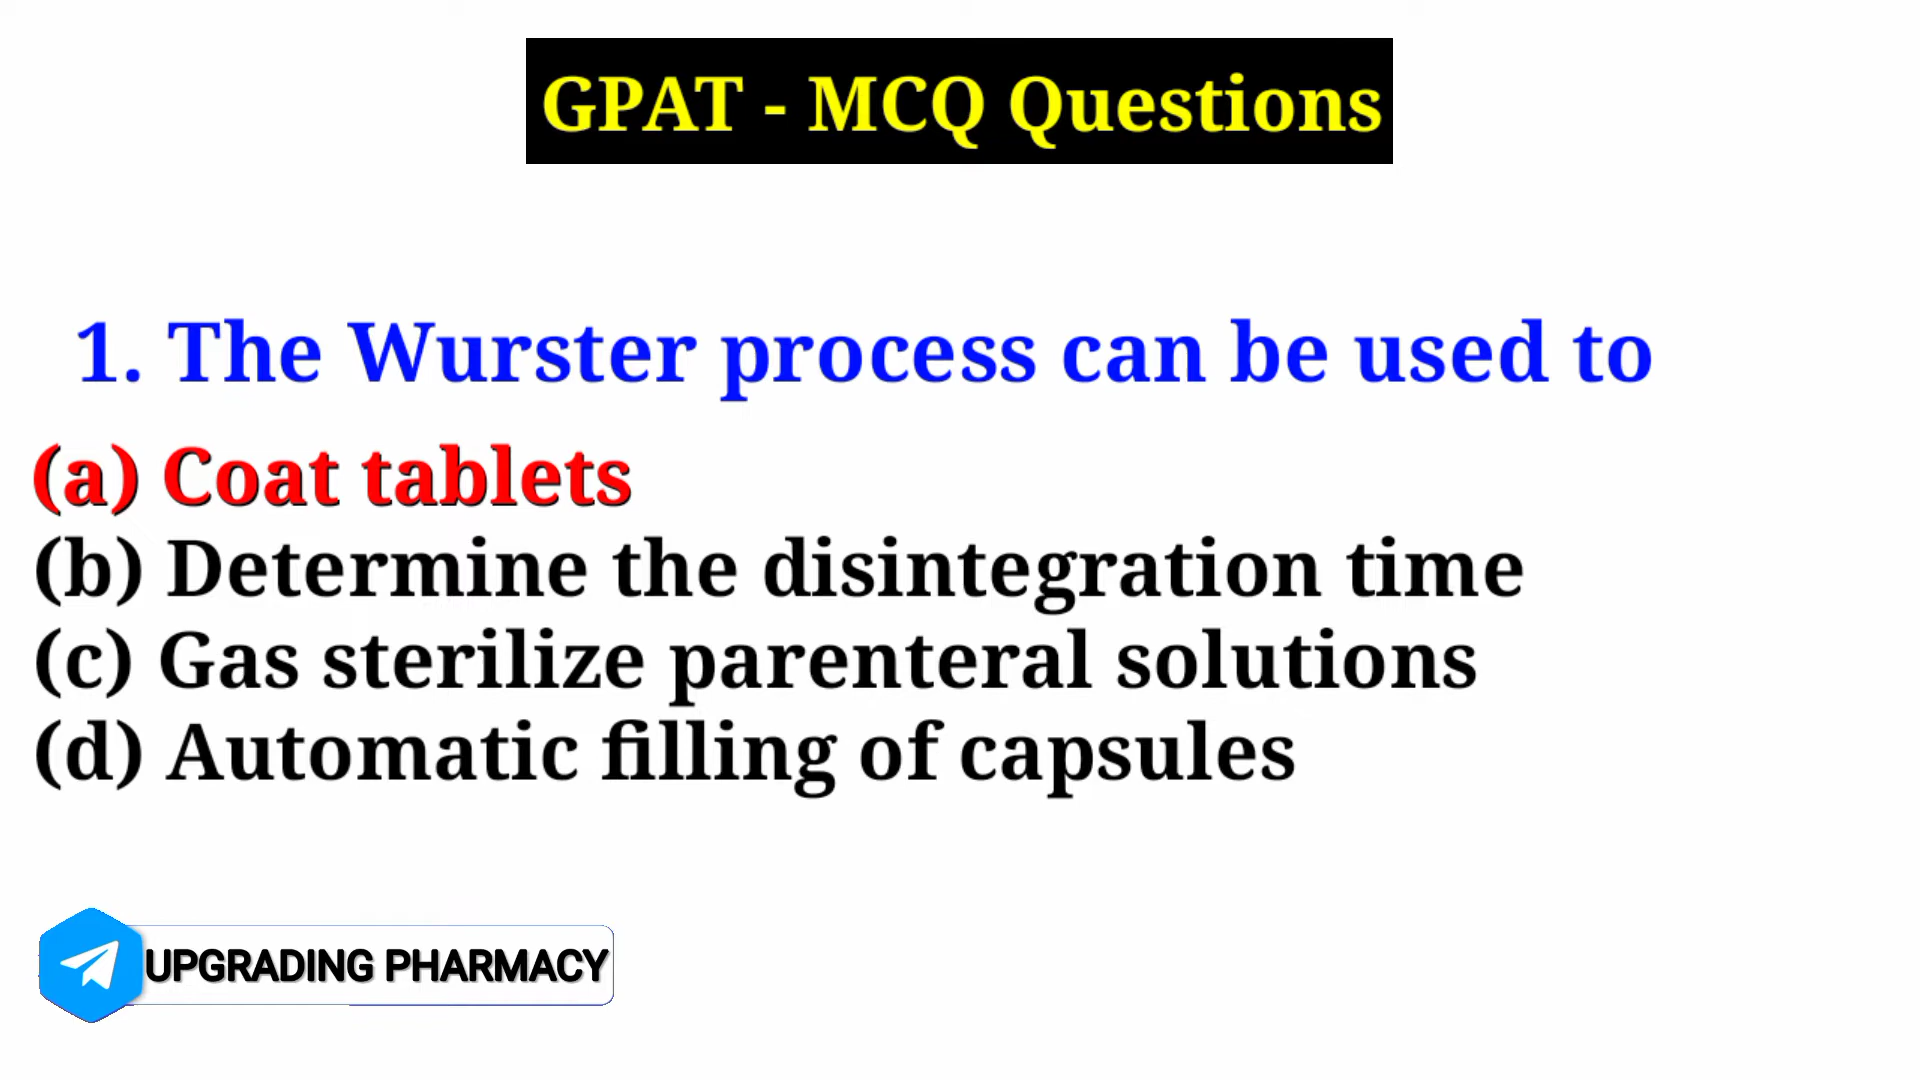 GPAT - MCQ Questions
1. The Wurster process can be used to
(a) Coat tablets
(b) Determine the disintegration time
(c) Gas sterilize parenteral solutions
(d) Automatic filling of capsules
UPGRADING PHARMACY